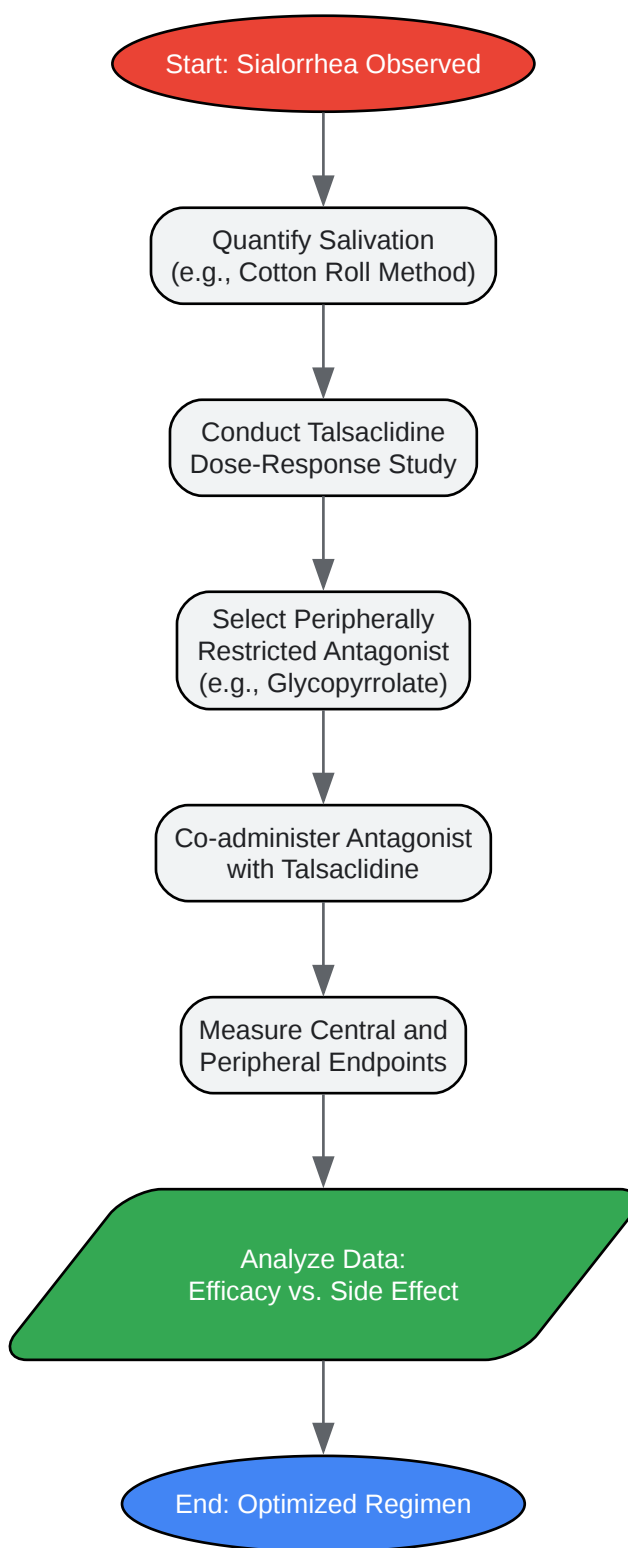 Start: Sialorrhea Observed
Quantify Salivation
(e.g., Cotton Roll Method)
Conduct Talsaclidine
Dose-Response Study
Select Peripherally
Restricted Antagonist
(e.g., Glycopyrrolate)
Co-administer Antagonist
with Talsaclidine
Measure Central and
Peripheral Endpoints
Analyze Data:
Efficacy vs. Side Effect
End: Optimized Regimen